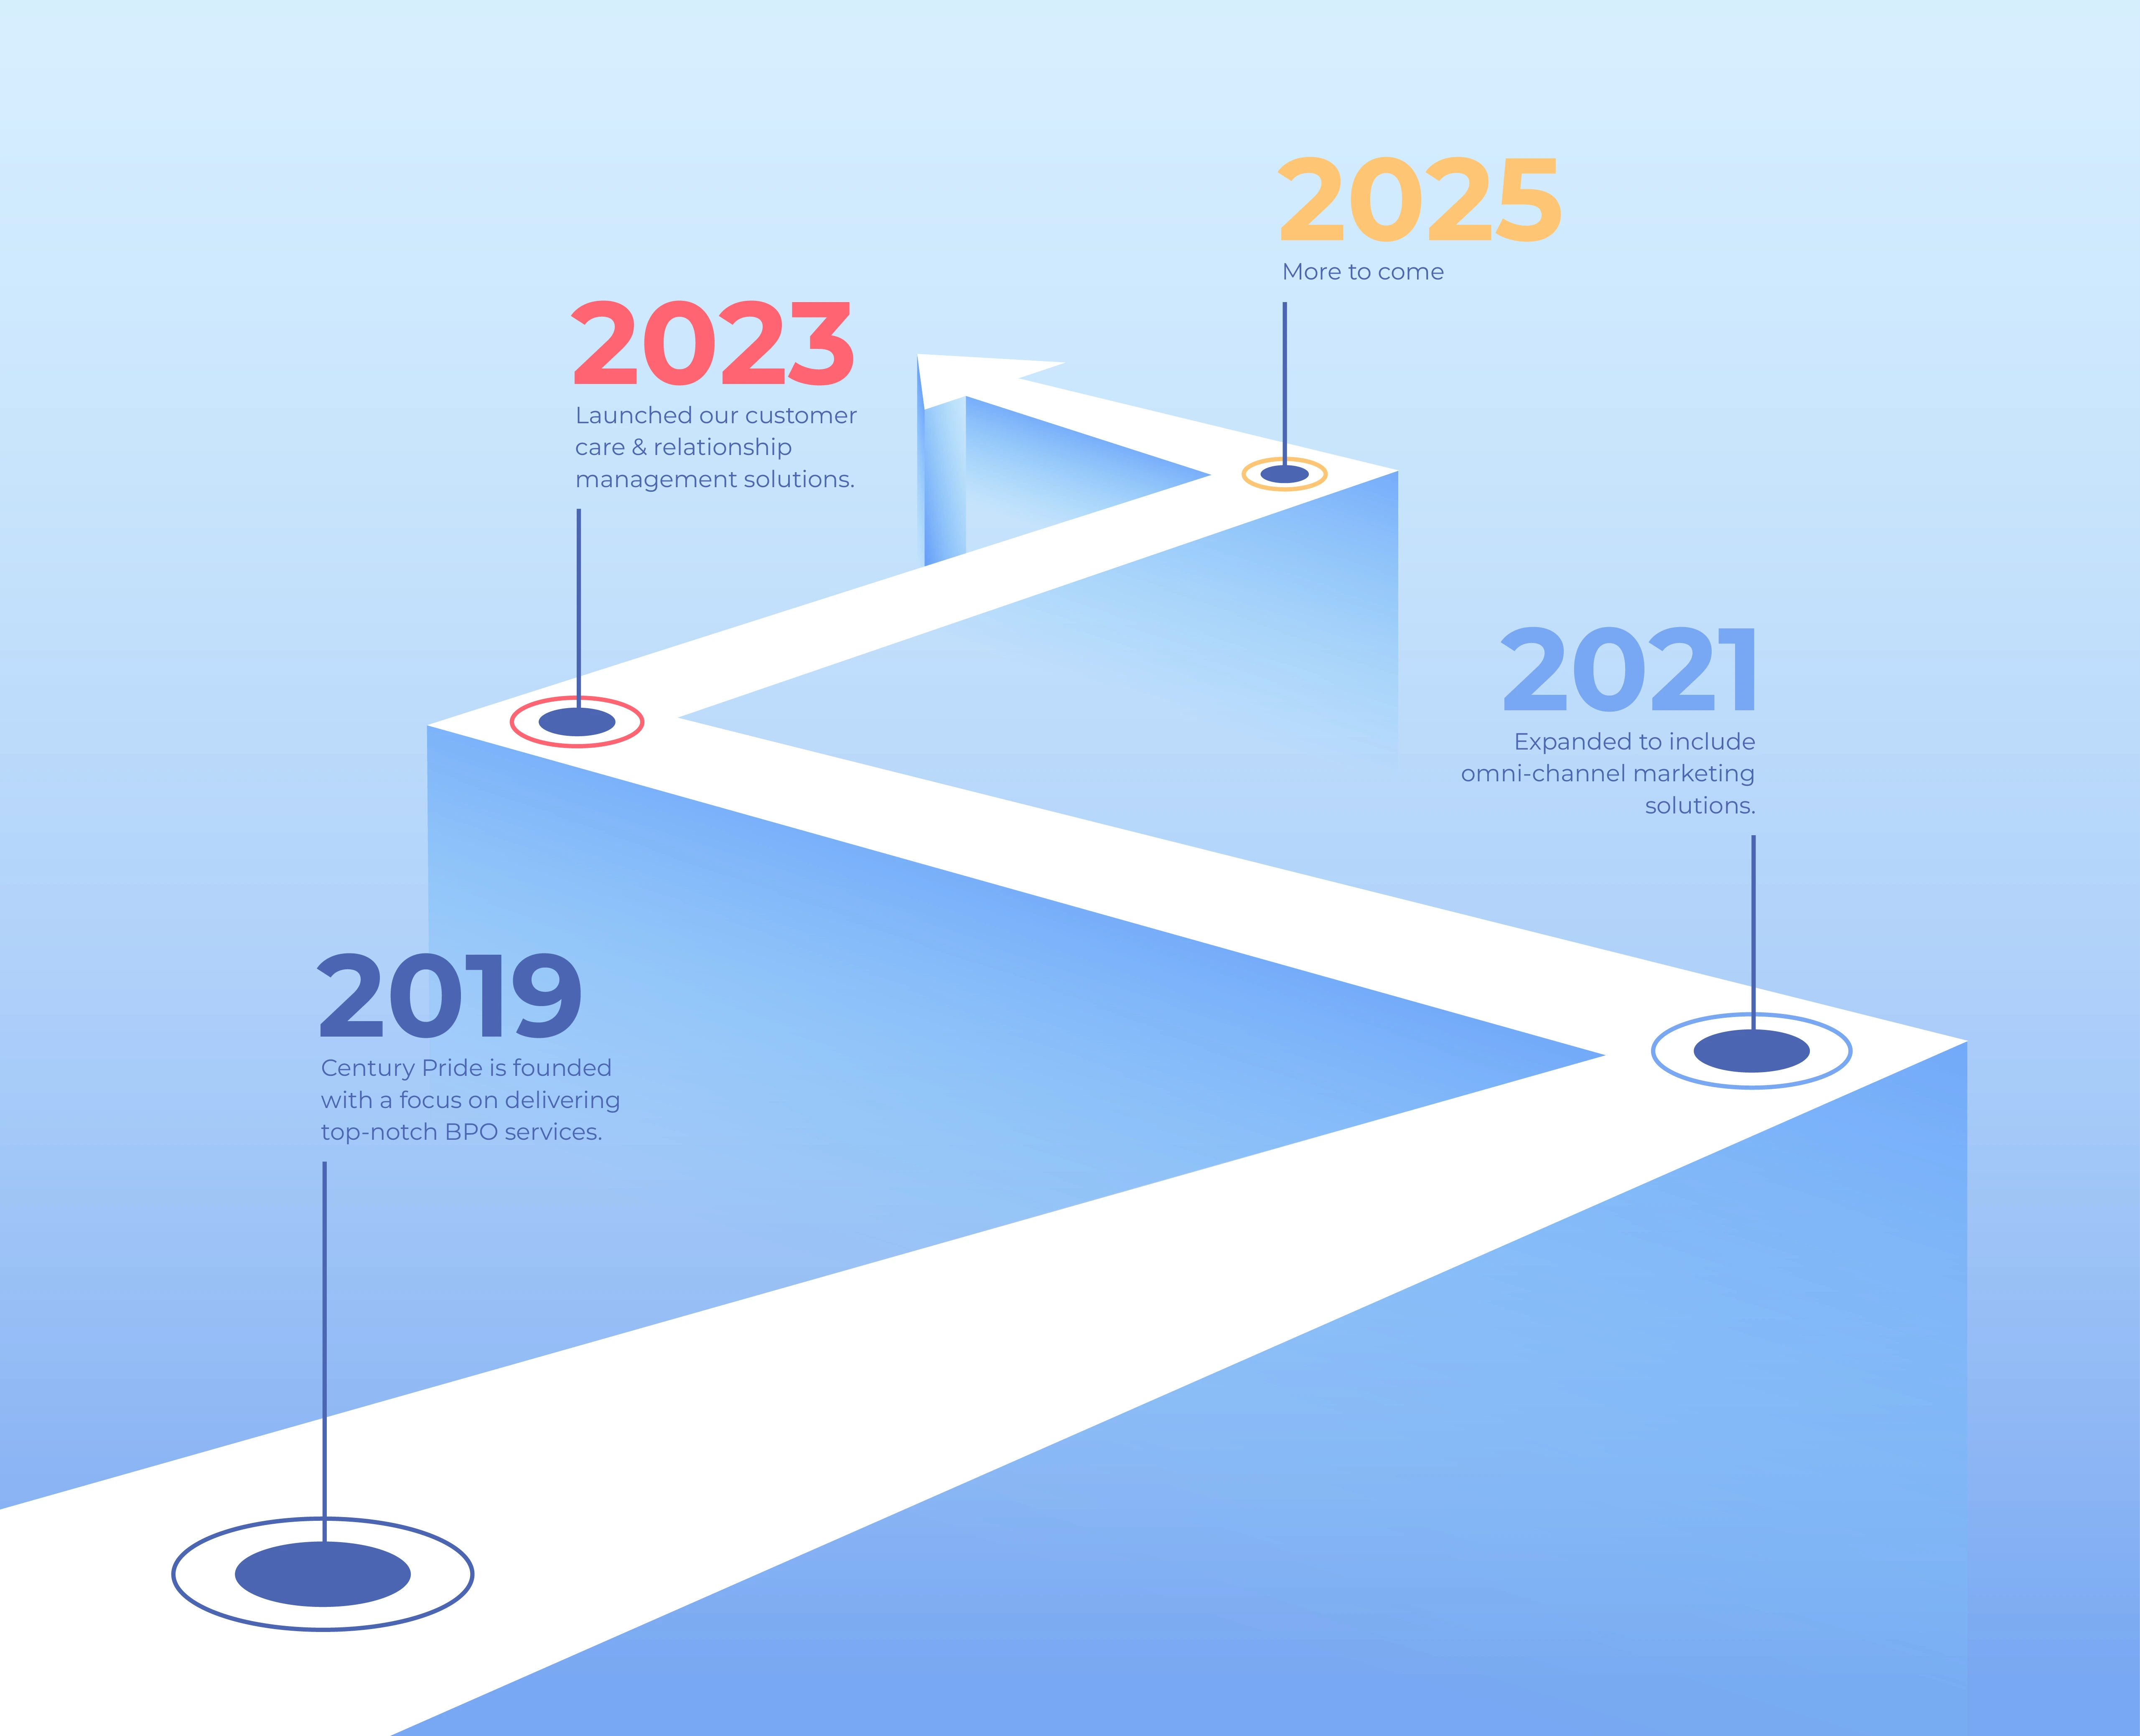 2025
More to come
2023
Launched our customer
care & relationship
management solutions.
2021
Expanded to include
omni-channel marketing
solutions.
2019
Century Pride is founded
with a focus on delivering
top-notch BPO services.